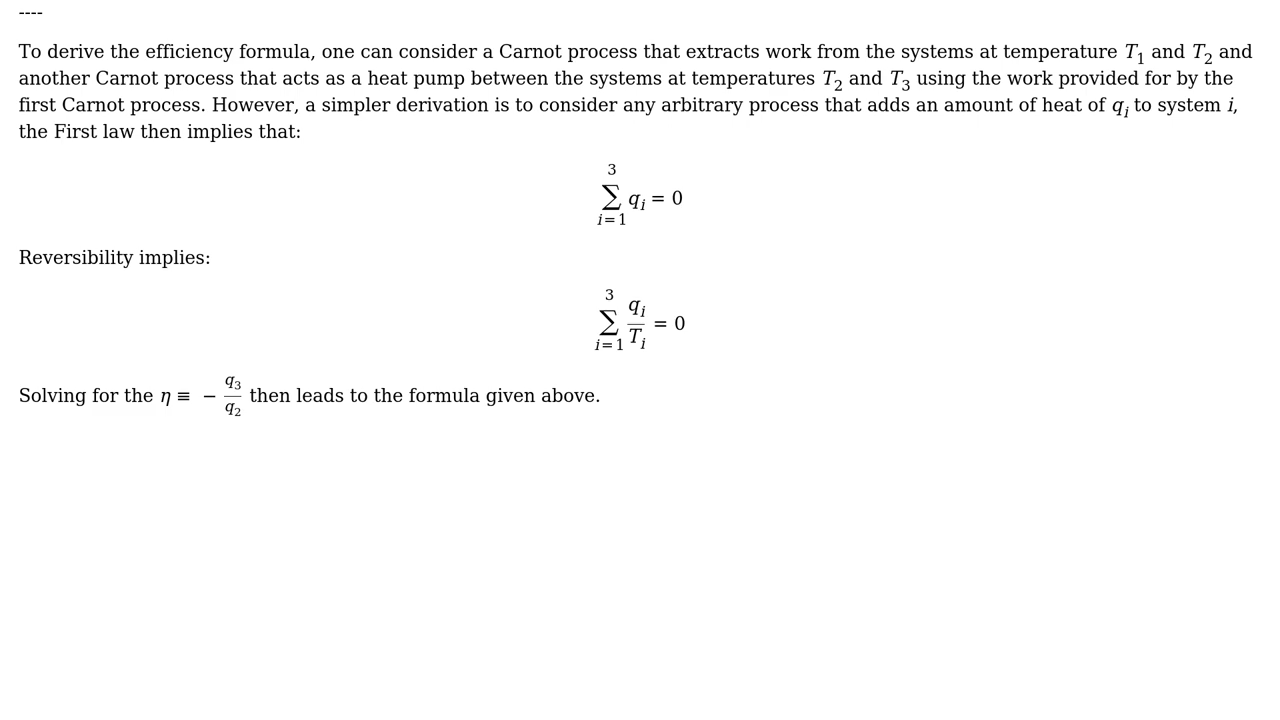 ----
To derive the efficiency formula, one can consider a Carnot process that extracts work from the systems at temperature T₁ and T₂ and
another Carnot process that acts as a heat pump between the systems at temperatures T₂ and T₃ using the work provided for by the
first Carnot process. However, a simpler derivation is to consider any arbitrary process that adds an amount of heat of qᵢ to system i,
the First law then implies that:
∑_{i=1}^{3} qᵢ = 0
Reversibility implies:
∑_{i=1}^{3} qᵢ/Tᵢ = 0
Solving for the η ≡ − q₃/q₂ then leads to the formula given above.